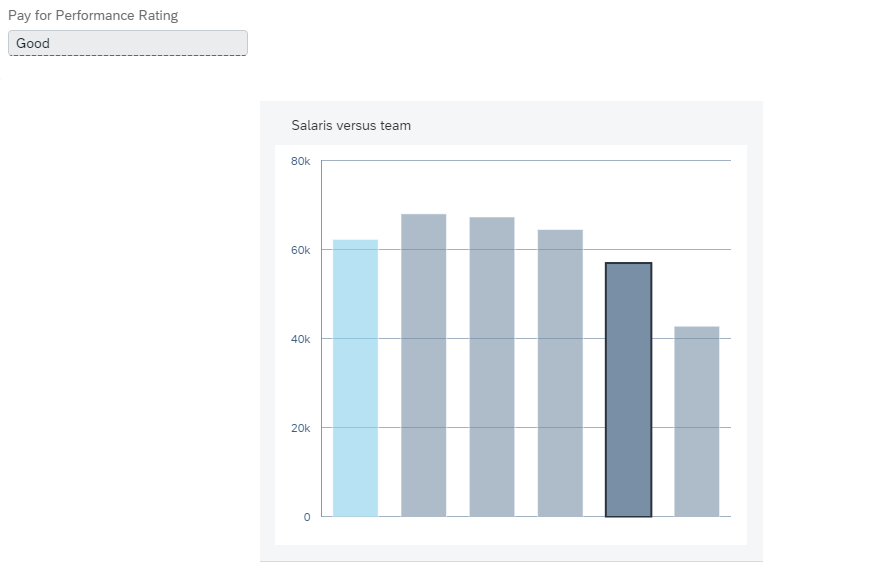 Pay for Performance Rating
Good
Salaris versus team
80k
60k
40k
20k
0